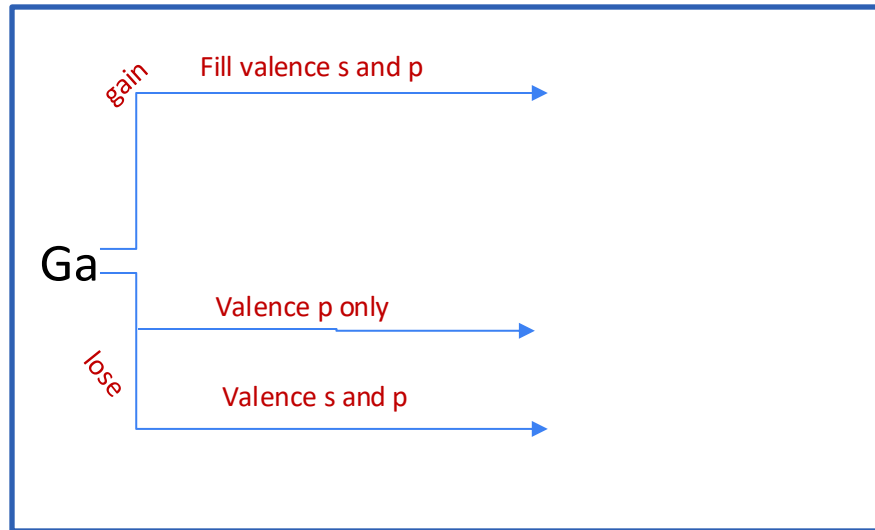 gain
Fill valence s and p
Ga
Valence p only
lose
Valence s and p